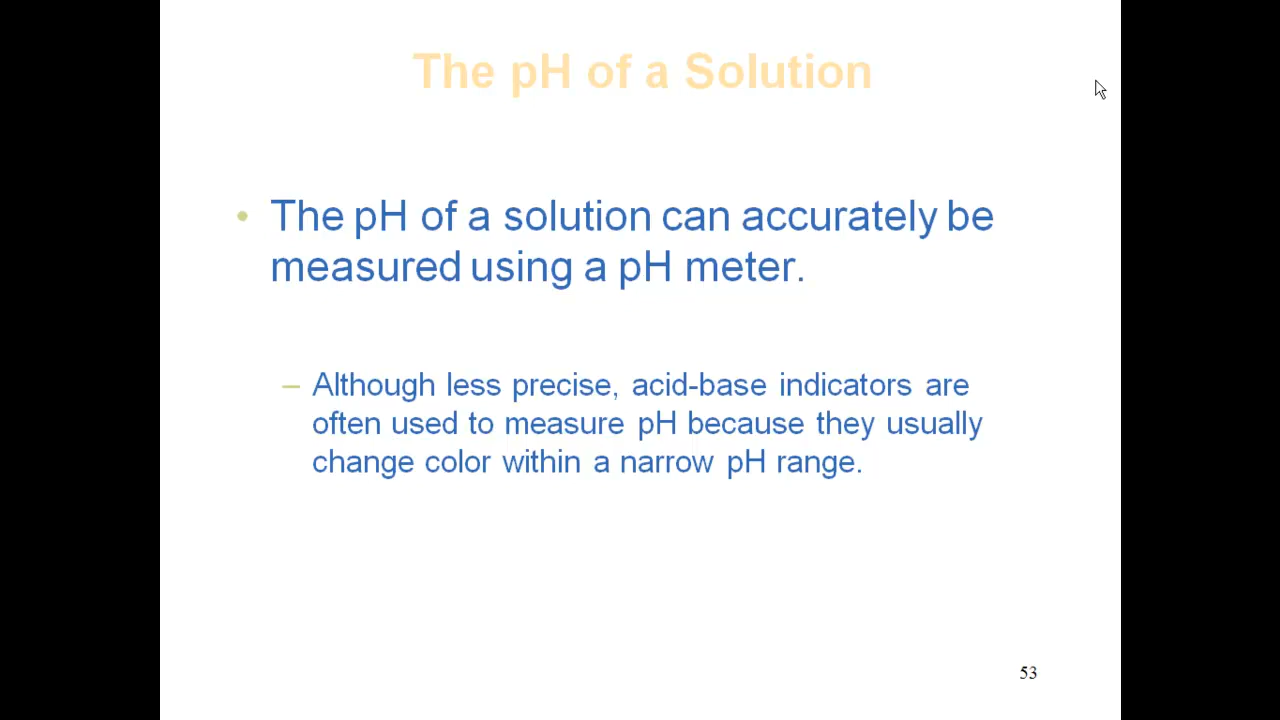 The pH of a Solution
• The pH of a solution can accurately be
measured using a pH meter.
– Although less precise, acid-base indicators are
often used to measure pH because they usually
change color within a narrow pH range.
53